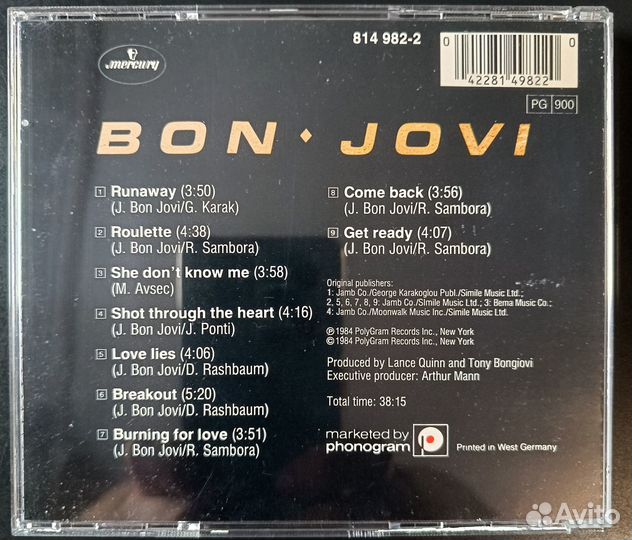 mercury
814 982-2
0 42281 49822 0
PG 900
BON • JOVI
1 Runaway (3:50)
(J. Bon Jovi/G. Karak)
2 Roulette (4:38)
(J. Bon Jovi/R. Sambora)
3 She don't know me (3:58)
(M. Avsec)
4 Shot through the heart (4:16)
(J. Bon Jovi/J. Ponti)
5 Love lies (4:06)
(J. Bon Jovi/D. Rashbaum)
6 Breakout (5:20)
(J. Bon Jovi/D. Rashbaum)
7 Burning for love (3:51)
(J. Bon Jovi/R. Sambora)
8 Come back (3:56)
(J. Bon Jovi/R. Sambora)
9 Get ready (4:07)
(J. Bon Jovi/R. Sambora)
Original publishers:
1: Jamb Co./George Karakoglou Publ./Simile Music Ltd.;
2, 5, 6, 7, 8, 9: Jamb Co./Simile Music Ltd.; 3: Bema Music Co.;
4: Jamb Co./Moonwalk Music Inc./Simile Music Ltd.
℗ 1984 PolyGram Records Inc., New York
© 1984 PolyGram Records Inc., New York
Produced by Lance Quinn and Tony Bongiovi
Executive producer: Arthur Mann
Total time: 38:15
marketed by
phonogram
Printed in West Germany
Avito